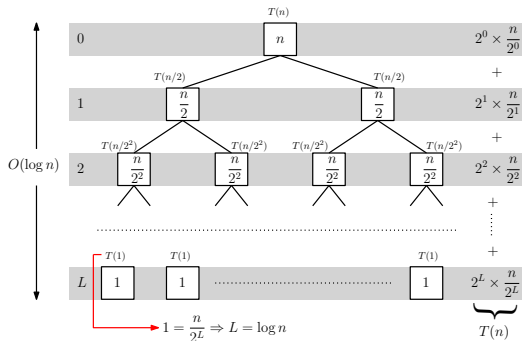 T(n)
0 n 2^0 × n/2^0
+
T(n/2) T(n/2)
1 n/2 n/2 2^1 × n/2^1
+
T(n/2^2) T(n/2^2) T(n/2^2) T(n/2^2)
O(log n) 2 n/2^2 n/2^2 n/2^2 n/2^2 2^2 × n/2^2
+
+
T(1) T(1) T(1)
L 1 1 1 2^L × n/2^L
1 = n/2^L ⇒ L = log n
T(n)